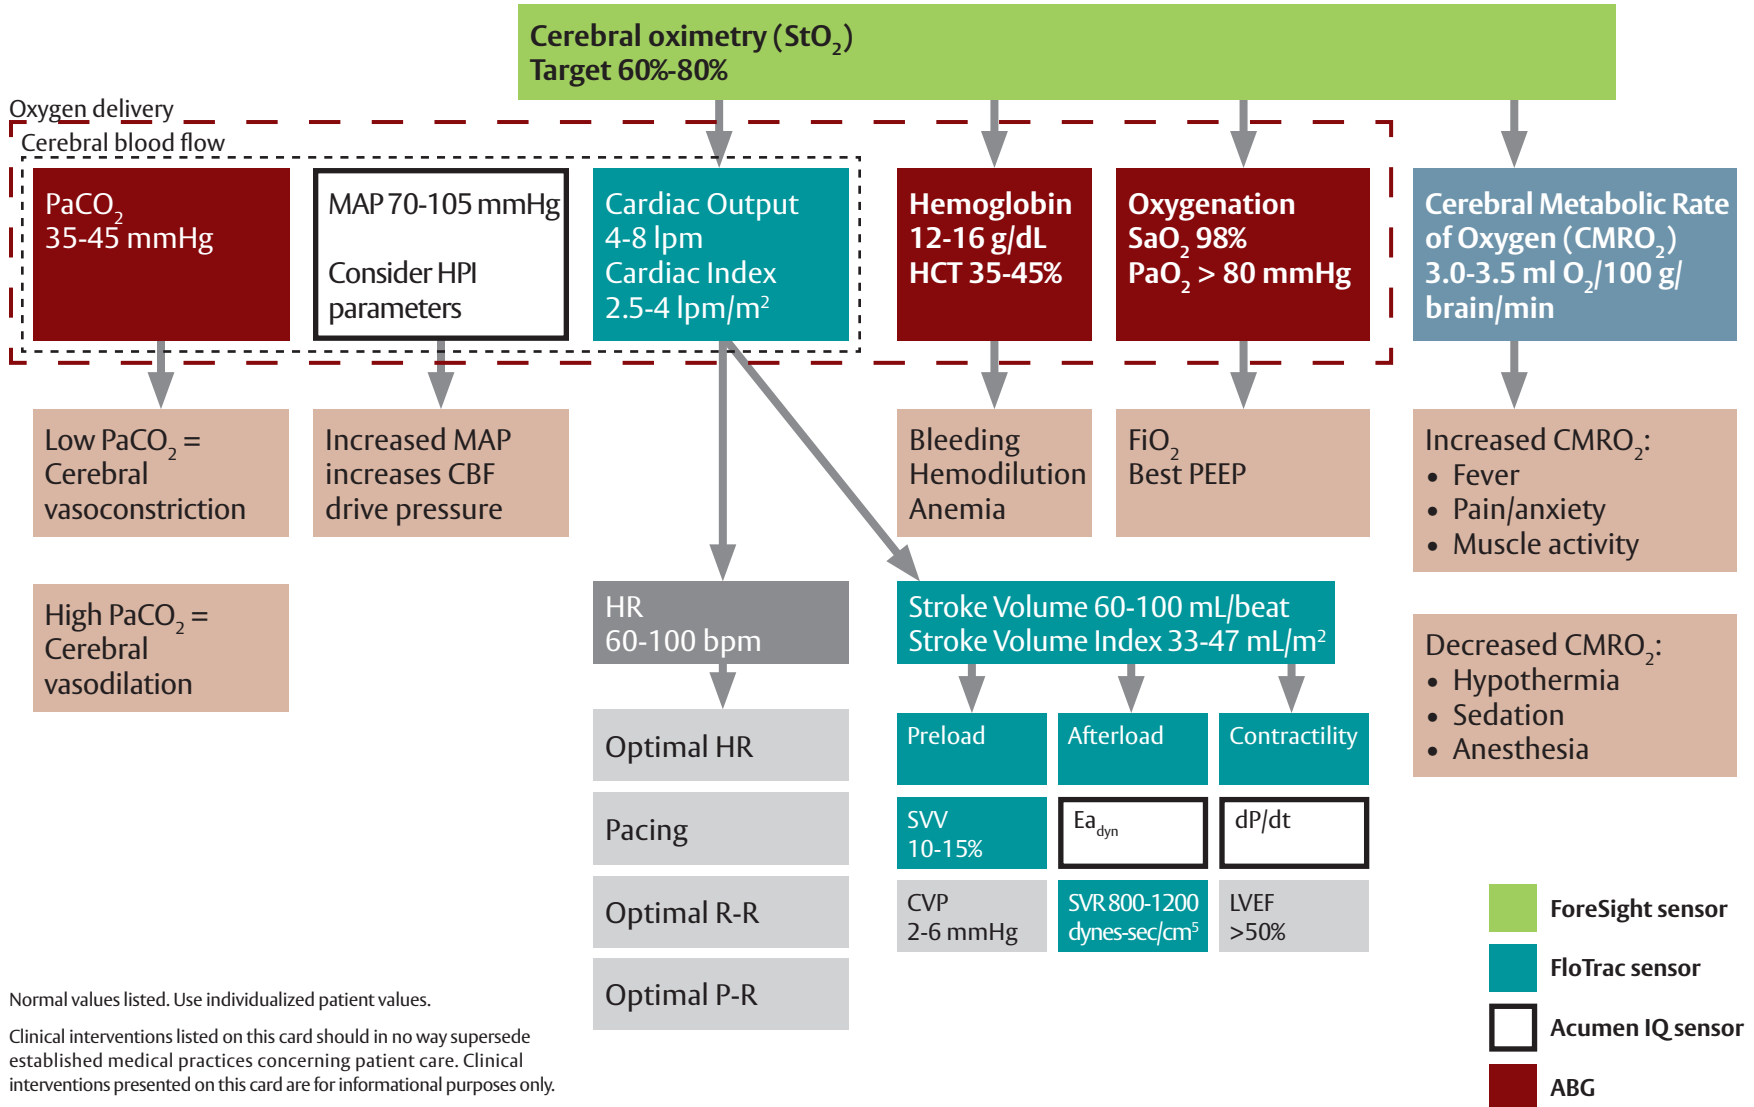 Cerebral oximetry (StO₂)
Target 60%-80%
Oxygen delivery
Cerebral blood flow
PaCO₂
35-45 mmHg
MAP 70-105 mmHg
Consider HPI
parameters
Cardiac Output
4-8 lpm
Cardiac Index
2.5-4 lpm/m²
Hemoglobin
12-16 g/dL
HCT 35-45%
Oxygenation
SaO₂ 98%
PaO₂ > 80 mmHg
Cerebral Metabolic Rate
of Oxygen (CMRO₂)
3.0-3.5 ml O₂/100 g/
brain/min
Low PaCO₂ =
Cerebral
vasoconstriction
Increased MAP
increases CBF
drive pressure
Bleeding
Hemodilution
Anemia
FiO₂
Best PEEP
Increased CMRO₂:
• Fever
• Pain/anxiety
• Muscle activity
High PaCO₂ =
Cerebral
vasodilation
HR
60-100 bpm
Stroke Volume 60-100 mL/beat
Stroke Volume Index 33-47 mL/m²
Decreased CMRO₂:
• Hypothermia
• Sedation
• Anesthesia
Optimal HR
Pacing
Optimal R-R
Optimal P-R
Preload
Afterload
Contractility
SVV
10-15%
Ea_dyn
dP/dt
CVP
2-6 mmHg
SVR 800-1200
dynes-sec/cm⁵
LVEF
>50%
ForeSight sensor
FloTrac sensor
Acumen IQ sensor
ABG
Normal values listed. Use individualized patient values.
Clinical interventions listed on this card should in no way supersede
established medical practices concerning patient care. Clinical
interventions presented on this card are for informational purposes only.